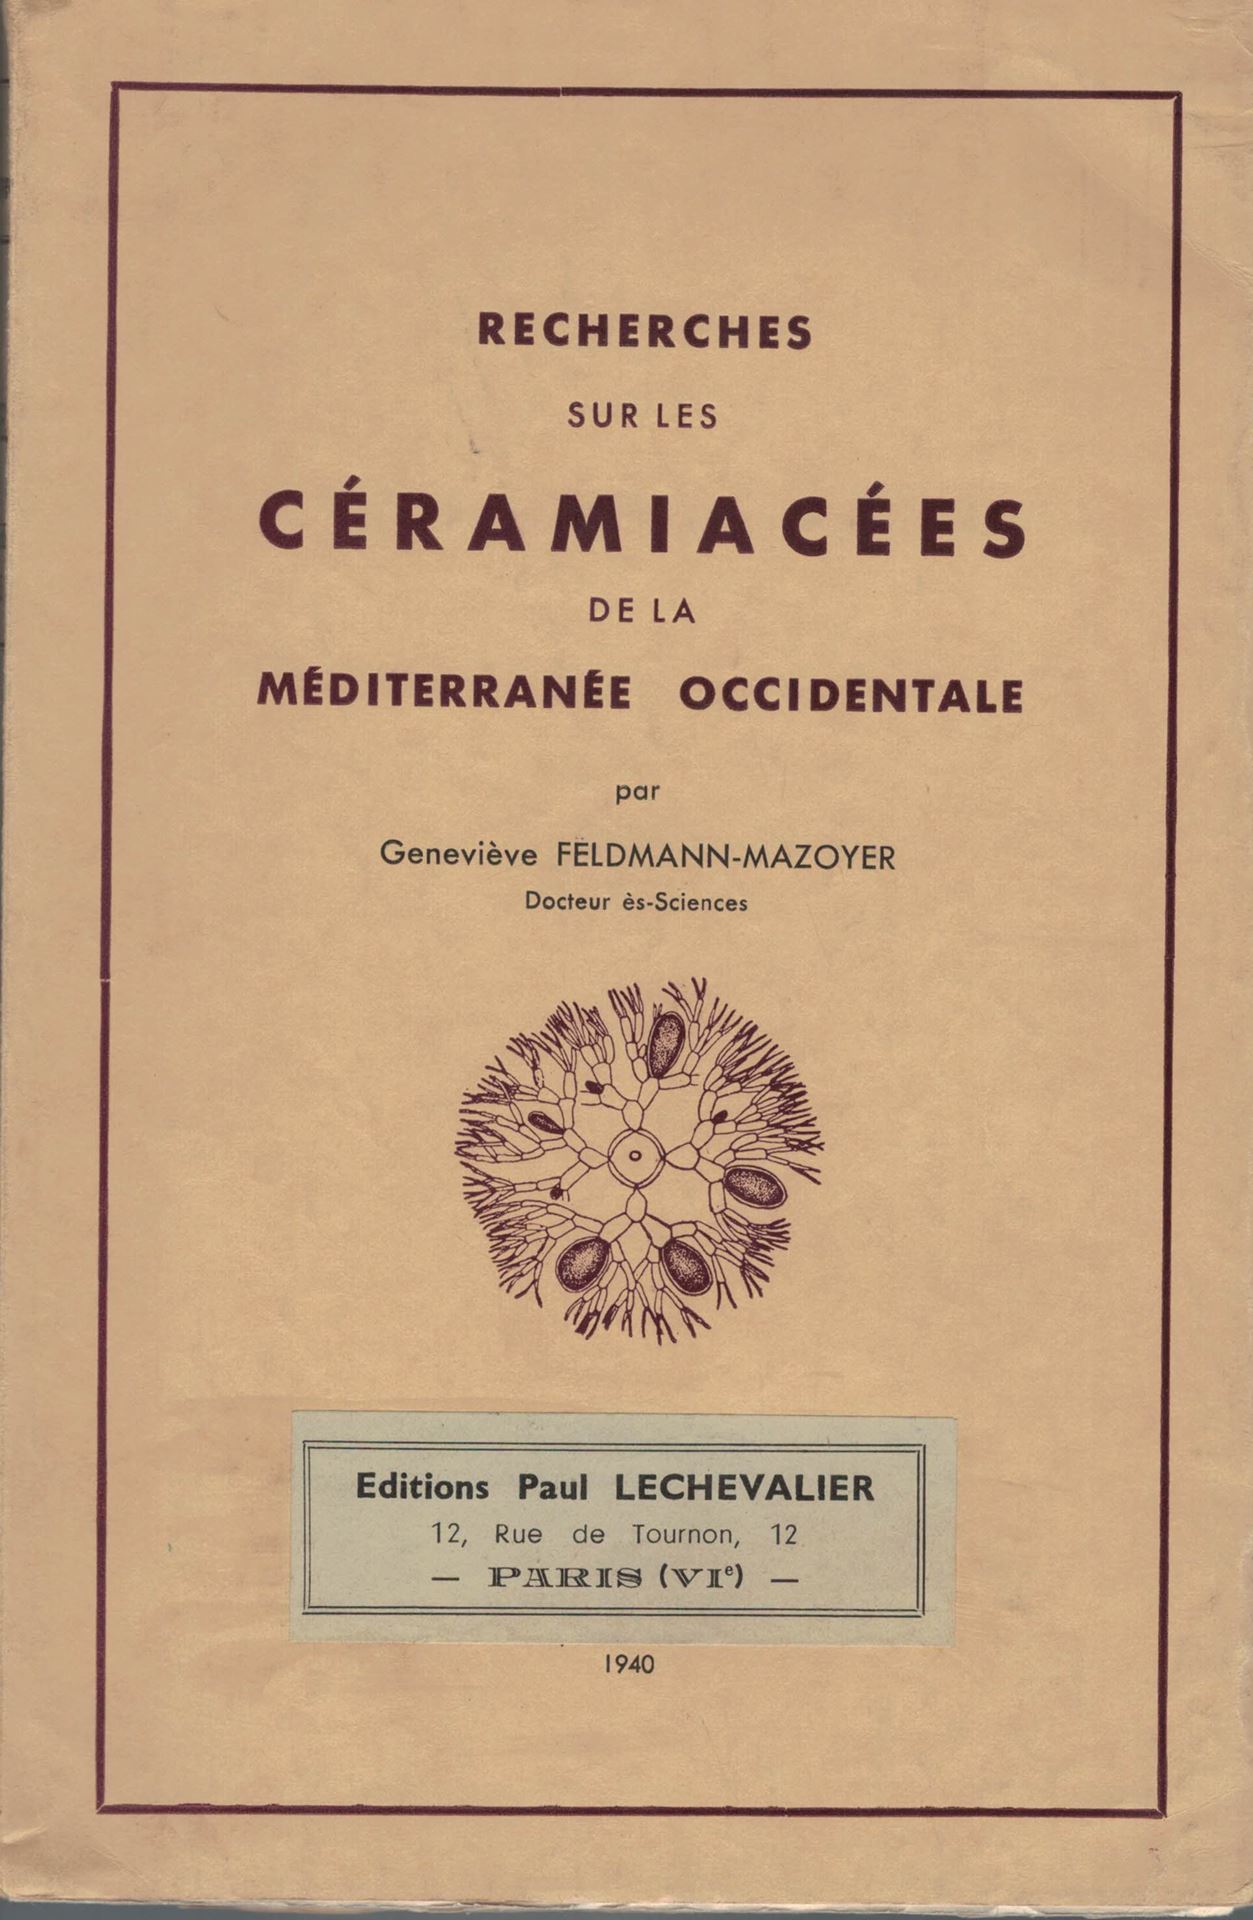 RECHERCHES
SUR LES
CÉRAMIACÉES
DE LA
MÉDITERRANÉE OCCIDENTALE
par
Geneviève FELDMANN-MAZOYER
Docteur ès-Sciences
Editions Paul LECHEVALIER
12, Rue de Tournon, 12
— PARIS (VIe) —
1940